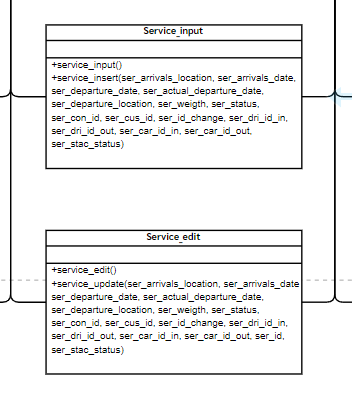 Service_input
+service_input()
+service_insert(ser_arrivals_location, ser_arrivals_date,
ser_departure_date, ser_actual_departure_date,
ser_departure_location, ser_weigth, ser_status,
ser_con_id, ser_cus_id, ser_id_change, ser_dri_id_in,
ser_dri_id_out, ser_car_id_in, ser_car_id_out,
ser_stac_status)
Service_edit
+service_edit()
+service_update(ser_arrivals_location, ser_arrivals_date
ser_departure_date, ser_actual_departure_date,
ser_departure_location, ser_weigth, ser_status,
ser_con_id, ser_cus_id, ser_id_change, ser_dri_id_in,
ser_dri_id_out, ser_car_id_in, ser_car_id_out, ser_id,
ser_stac_status)